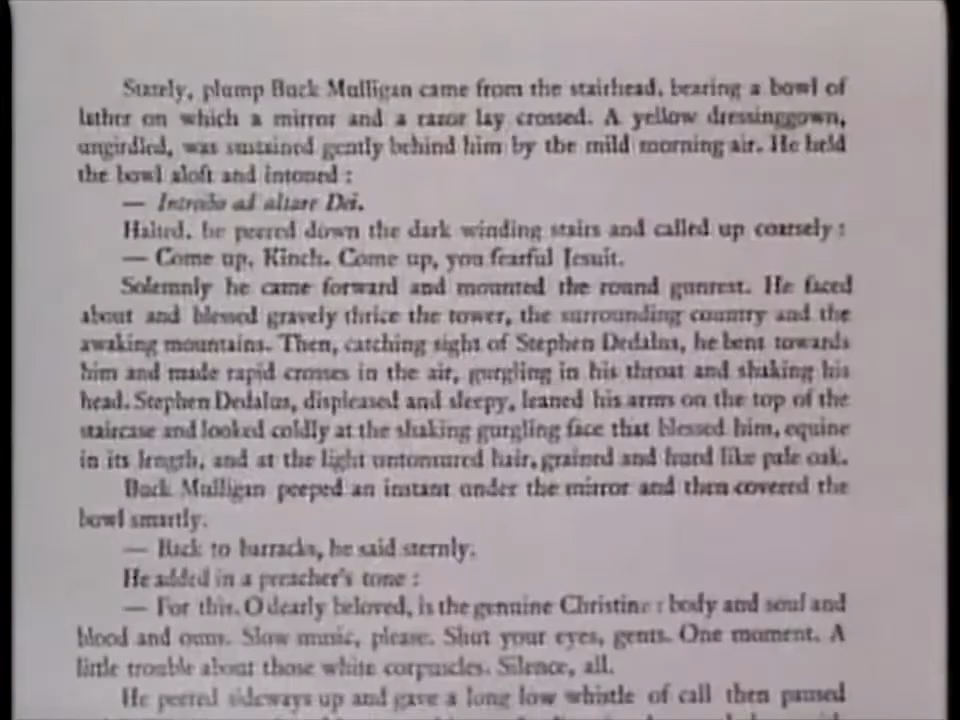 Stately, plump Buck Mulligan came from the stairhead, bearing a bowl of
lather on which a mirror and a razor lay crossed. A yellow dressinggown,
ungirdled, was sustained gently behind him by the mild morning air. He held
the bowl aloft and intoned :
— Introibo ad altare Dei.
Halted, he peered down the dark winding stairs and called up coarsely :
— Come up, Kinch. Come up, you fearful Jesuit.
Solemnly he came forward and mounted the round gunrest. He faced
about and blessed gravely thrice the tower, the surrounding country and the
awaking mountains. Then, catching sight of Stephen Dedalus, he bent towards
him and made rapid crosses in the air, gurgling in his throat and shaking his
head. Stephen Dedalus, displeased and sleepy, leaned his arms on the top of the
staircase and looked coldly at the shaking gurgling face that blessed him, equine
in its length, and at the light untonsured hair, grained and hued like pale oak.
Buck Mulligan peeped an instant under the mirror and then covered the
bowl smartly.
— Back to barracks, he said sternly.
He added in a preacher's tone :
— For this, O dearly beloved, is the genuine Christine : body and soul and
blood and ouns. Slow music, please. Shut your eyes, gents. One moment. A
little trouble about those white corpuscles. Silence, all.
He peered sideways up and gave a long low whistle of call then paused